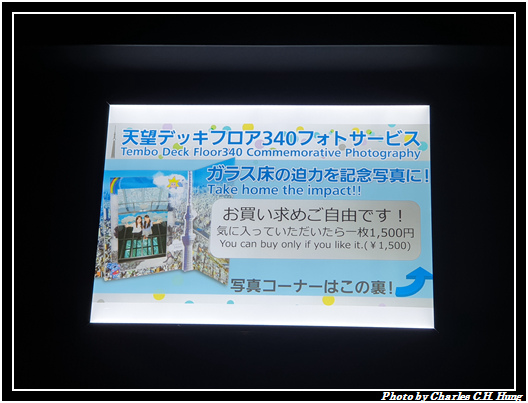 天望デッキフロア340フォトサービス
Tembo Deck Floor340 Commemorative Photography
ガラス床の迫力を記念写真に!
Take home the impact!!
お買い求めご自由です！
気に入っていただいたら一枚1,500円
You can buy only if you like it.(￥1,500)
写真コーナーはこの裏!
Photo by Charles C.H. Hung